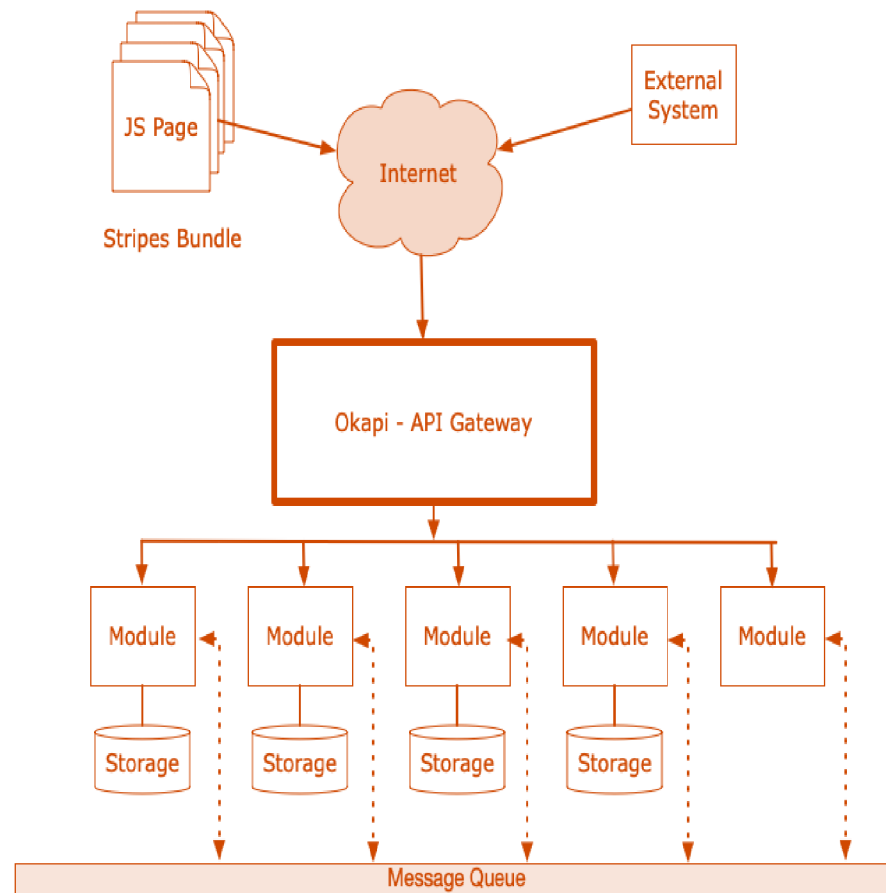 JS Page
External
System
Internet
Stripes Bundle
Okapi - API Gateway
Module
Module
Module
Module
Module
Storage
Storage
Storage
Storage
Message Queue